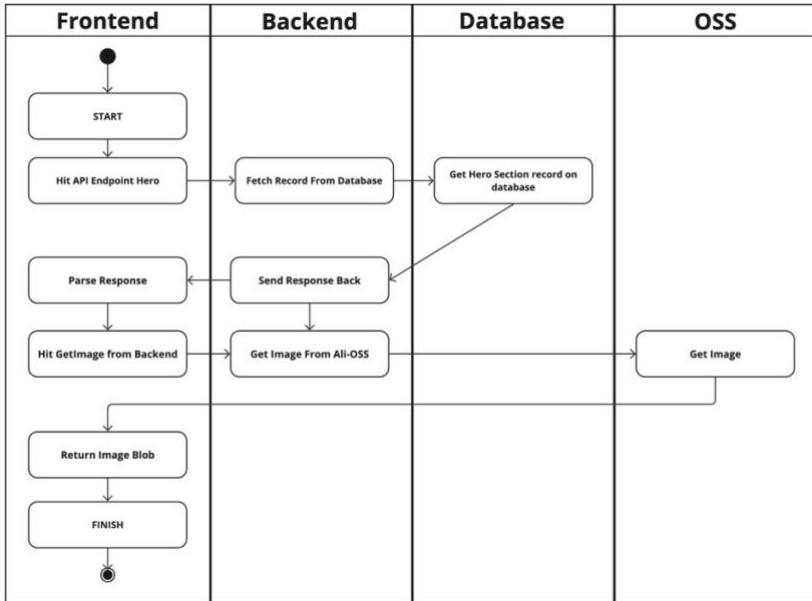 Frontend
Backend
Database
OSS
START
Hit API Endpoint Hero
Fetch Record From Database
Get Hero Section record on
database
Parse Response
Send Response Back
Hit GetImage from Backend
Get Image From Ali-OSS
Get Image
Return Image Blob
FINISH